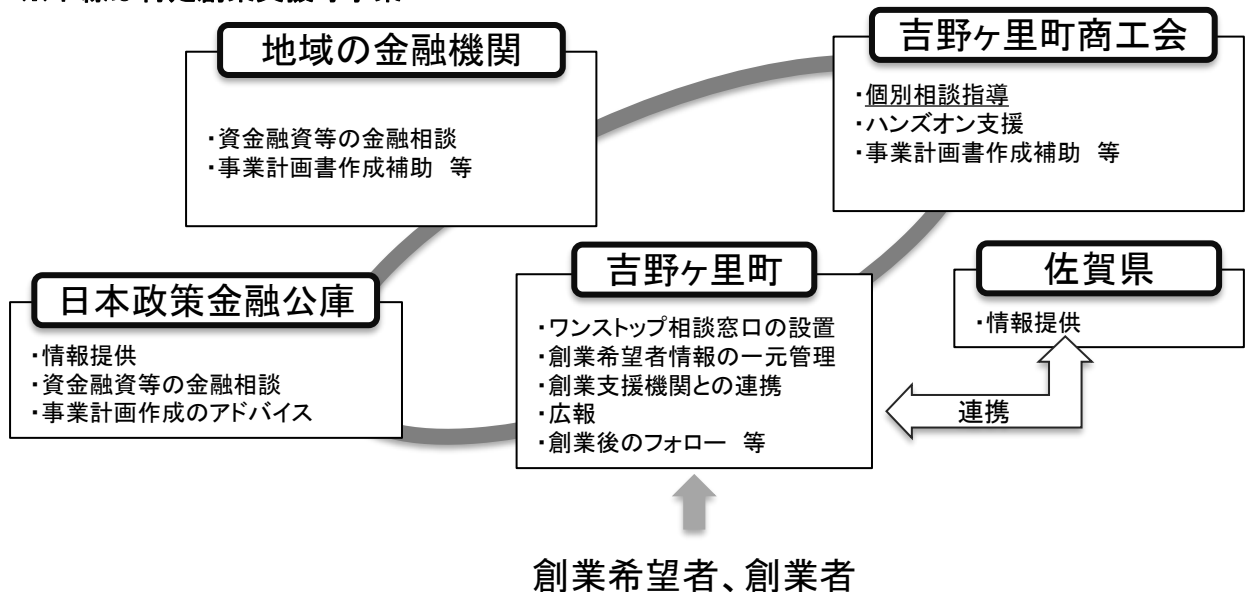 地域の金融機関
・資金融資等の金融相談
・事業計画書作成補助 等
吉野ヶ里町商工会
・個別相談指導
・ハンズオン支援
・事業計画書作成補助 等
日本政策金融公庫
・情報提供
・資金融資等の金融相談
・事業計画作成のアドバイス
吉野ヶ里町
・ワンストップ相談窓口の設置
・創業希望者情報の一元管理
・創業支援機関との連携
・広報
・創業後のフォロー 等
佐賀県
・情報提供
連携
創業希望者、創業者